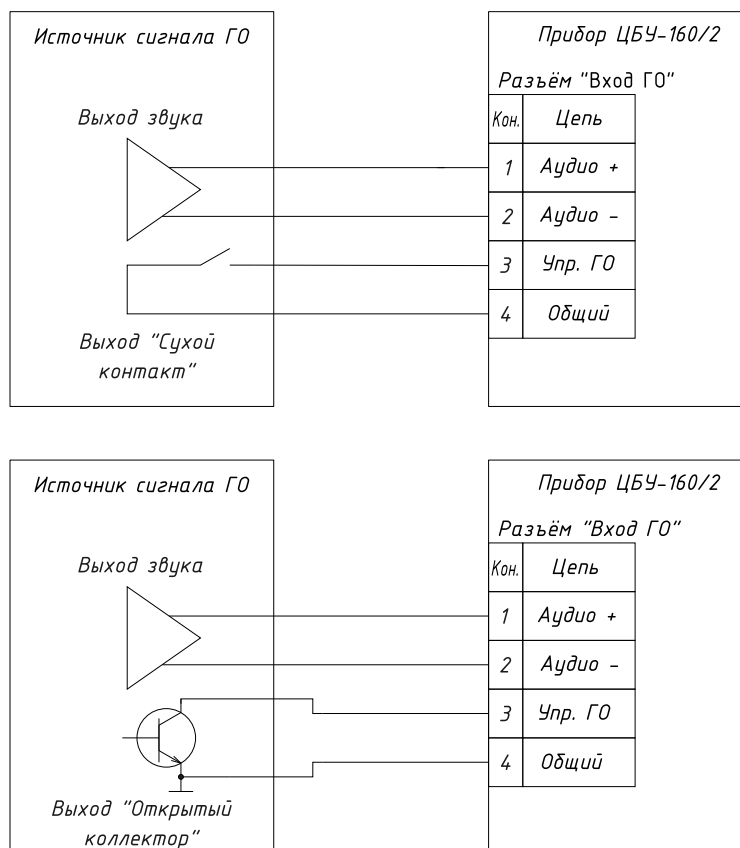 Источник сигнала ГО
Прибор ЦБУ-160/2
Разъём "Вход ГО"
Выход звука
Кон. Цепь
1 Аудио +
2 Аудио -
3 Упр. ГО
4 Общий
Выход "Сухой
контакт"
Источник сигнала ГО
Прибор ЦБУ-160/2
Разъём "Вход ГО"
Выход звука
Кон. Цепь
1 Аудио +
2 Аудио -
3 Упр. ГО
4 Общий
Выход "Открытый
коллектор"